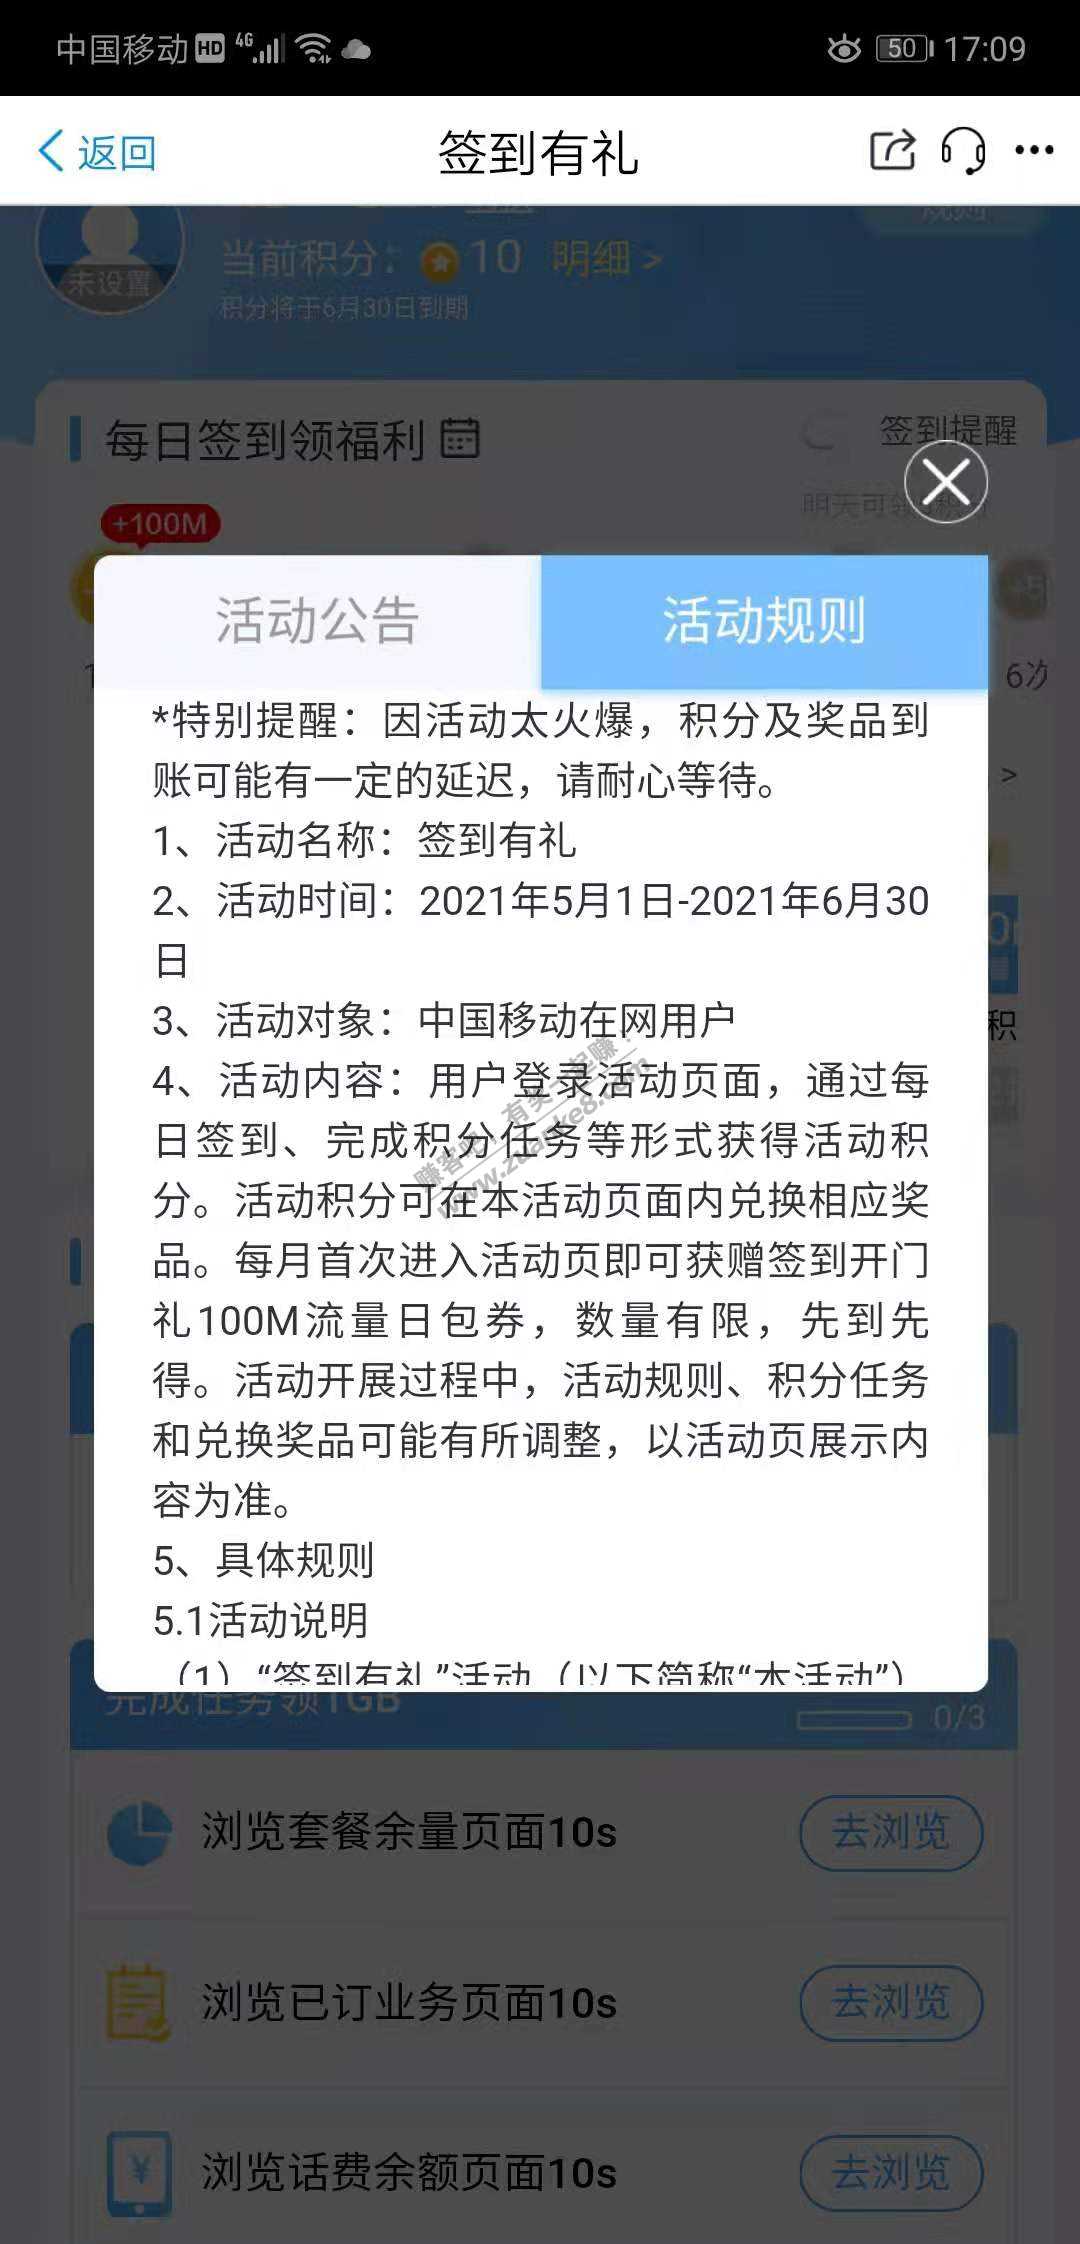 中国移动 HD 4G 50 17:09
返回 签到有礼
未设置 当前积分： 10 明细 >
积分将于6月30日到期
每日签到领福利 签到提醒
+100M
活动公告 活动规则
6次
*特别提醒：因活动太火爆，积分及奖品到
账可能有一定的延迟，请耐心等待。
1、活动名称：签到有礼
2、活动时间：2021年5月1日-2021年6月30
日
3、活动对象：中国移动在网用户
积
4、活动内容：用户登录活动页面，通过每
日签到、完成积分任务等形式获得活动积
分。活动积分可在本活动页面内兑换相应奖
品。每月首次进入活动页即可获赠签到开门
礼100M流量日包券，数量有限，先到先
得。活动开展过程中，活动规则、积分任务
和兑换奖品可能有所调整，以活动页展示内
容为准。
5、具体规则
5.1活动说明
（1）“签到有礼”活动（以下简称“本活动”）
赚客吧，有奖一起赚！
www.zuanke8.com
完成任务领1GB 0/3
浏览套餐余量页面10s 去浏览
浏览已订业务页面10s 去浏览
浏览话费余额页面10s 去浏览